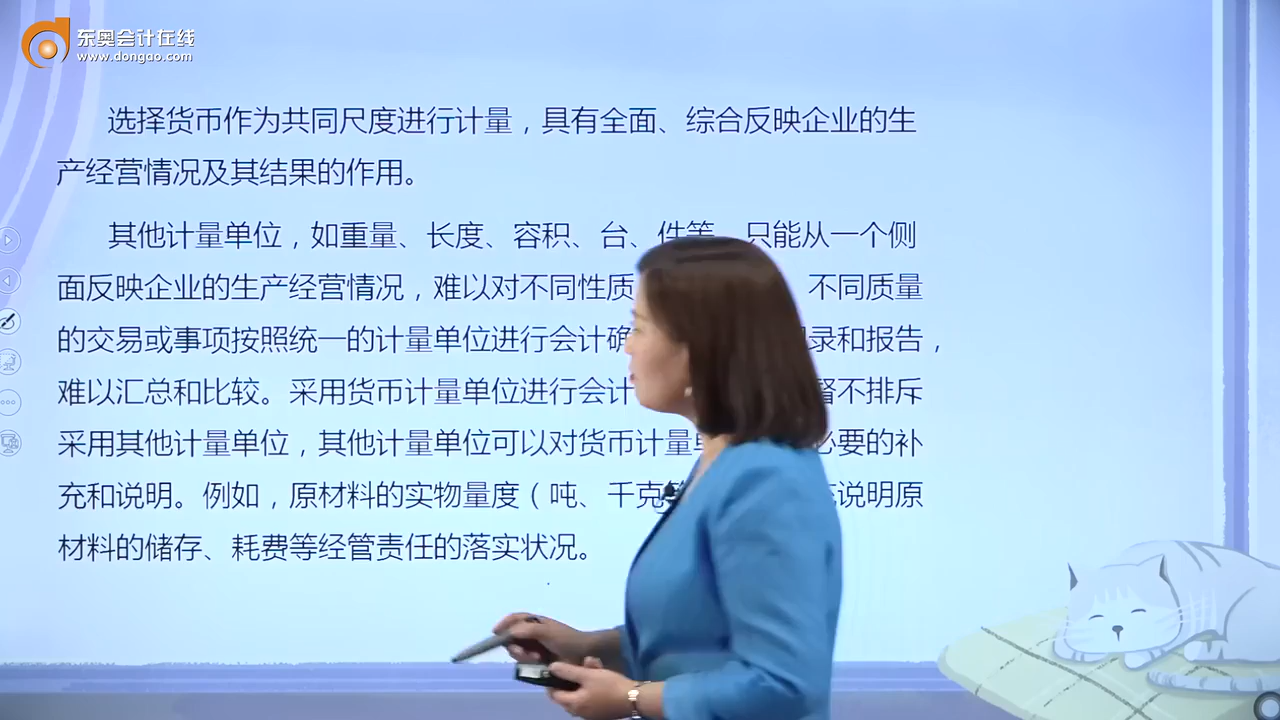 东奥会计在线
www.dongao.com
选择货币作为共同尺度进行计量，具有全面、综合反映企业的生
产经营情况及其结果的作用。
其他计量单位，如重量、长度、容积、台、件等，只能从一个侧
面反映企业的生产经营情况，难以对不同性质 、不同质量
的交易或事项按照统一的计量单位进行会计确 录和报告，
难以汇总和比较。采用货币计量单位进行会计 督不排斥
采用其他计量单位，其他计量单位可以对货币计量单 必要的补
充和说明。例如，原材料的实物量度（吨、千克 说明原
材料的储存、耗费等经管责任的落实状况。